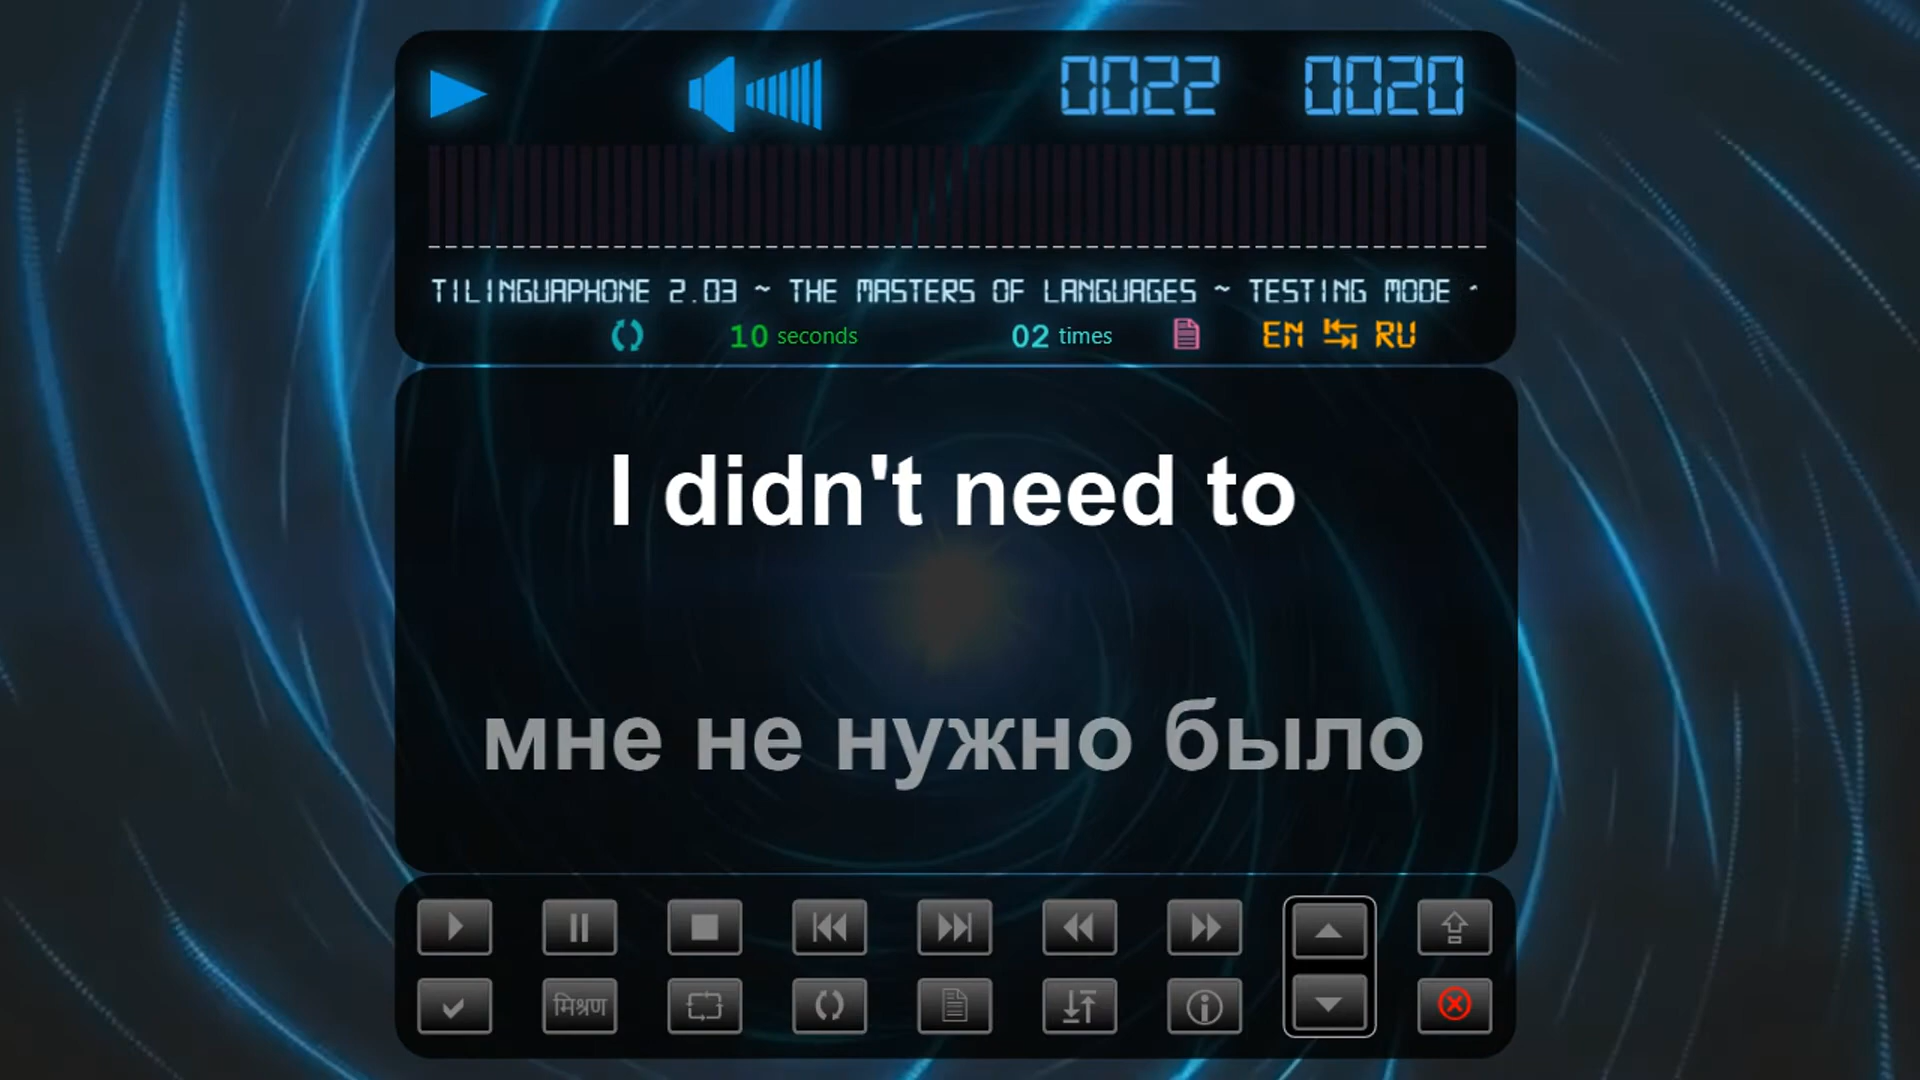 0022 0020
TILINGUAPHONE 2.03 ~ THE MASTERS OF LANGUAGES ~ TESTING MODE
10 seconds 02 times EN RU
I didn't need to
мне не нужно было
मिश्रण